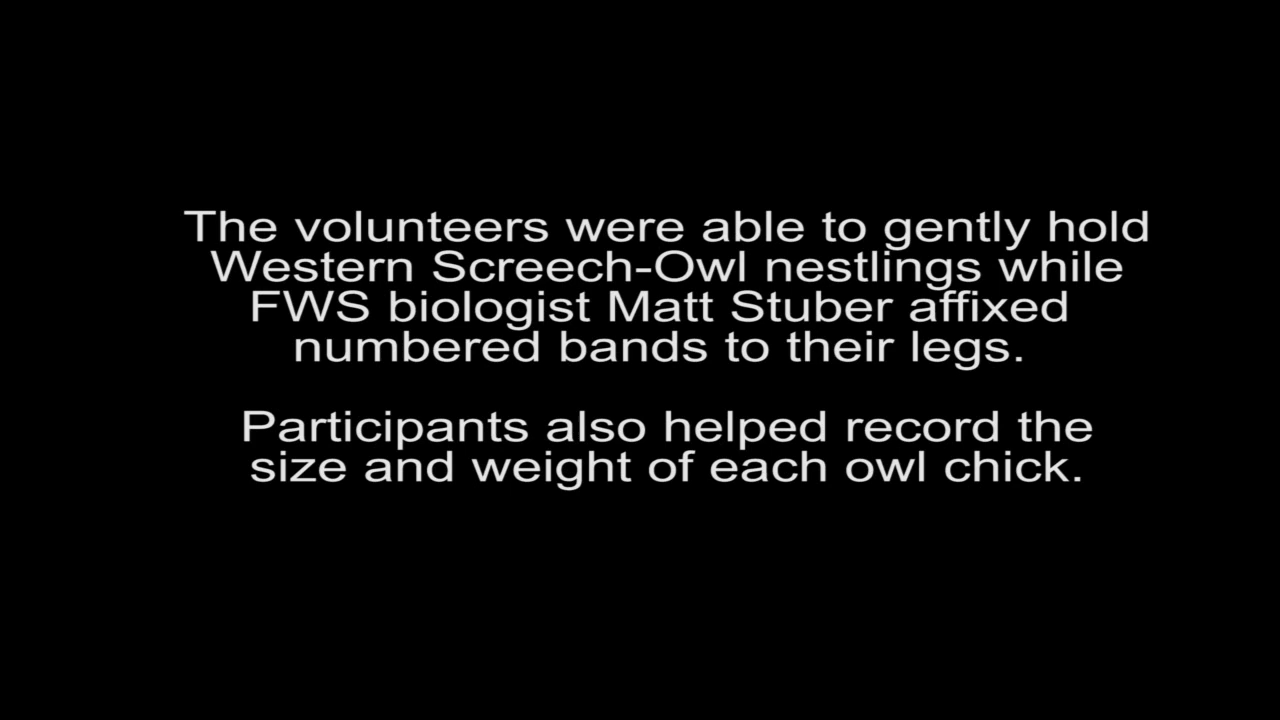 The volunteers were able to gently hold
Western Screech-Owl nestlings while
FWS biologist Matt Stuber affixed
numbered bands to their legs.
Participants also helped record the
size and weight of each owl chick.